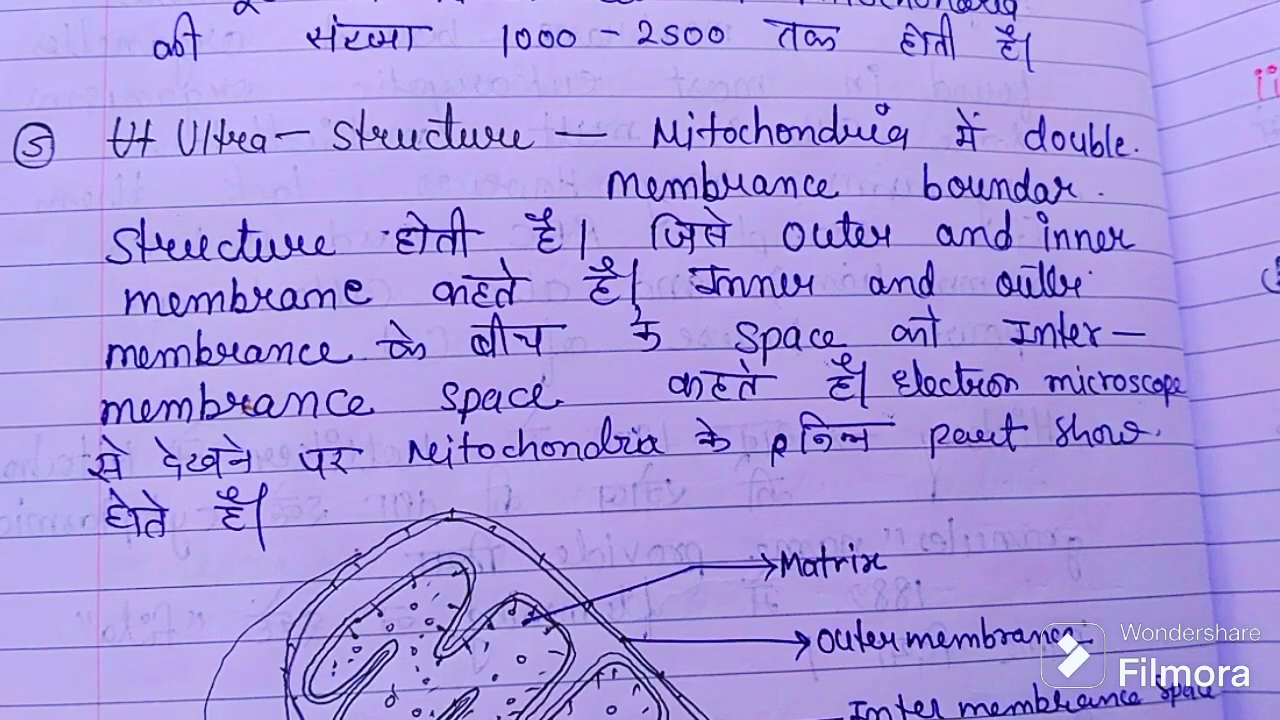 की संख्या 1000-2500 तक होती है।
⑤ Ultra-Structure — Mitochondria में double.
membrance boundar.
Structure होती है। जिसे outer and inner
membrane कहते है। Inner and outer
membrance के बीच के space को Inter-
membrance space कहते है। Electron microscope
से देखने पर Mitochondria के part show.
होते है।
Matrix
Outer membrance.
Inter membrance space
ii
Wondershare
Filmora